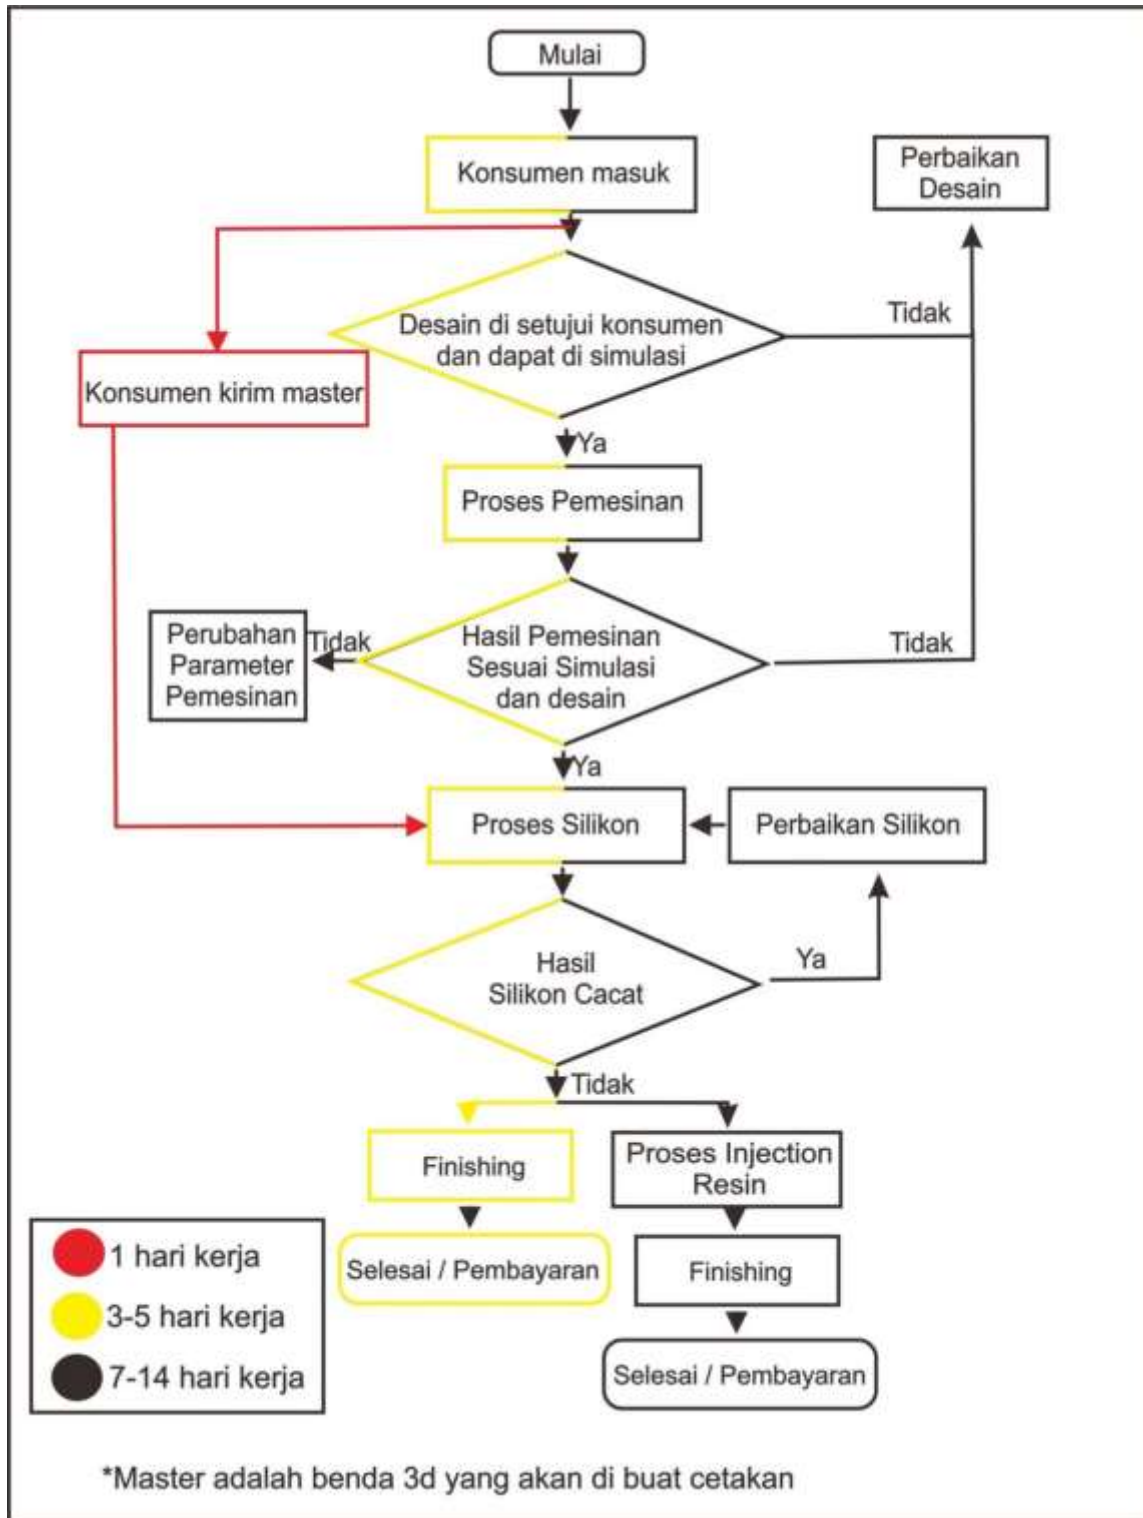 Mulai
Konsumen masuk
Perbaikan
Desain
Tidak
Desain di setujui konsumen
dan dapat di simulasi
Konsumen kirim master
Ya
Proses Pemesinan
Perubahan
Parameter
Pemesinan
Tidak
Hasil Pemesinan
Sesuai Simulasi
dan desain
Tidak
Ya
Proses Silikon
Perbaikan Silikon
Hasil
Silikon Cacat
Ya
Tidak
Finishing
Proses Injection
Resin
Selesai / Pembayaran
Finishing
Selesai / Pembayaran
1 hari kerja
3-5 hari kerja
7-14 hari kerja
*Master adalah benda 3d yang akan di buat cetakan